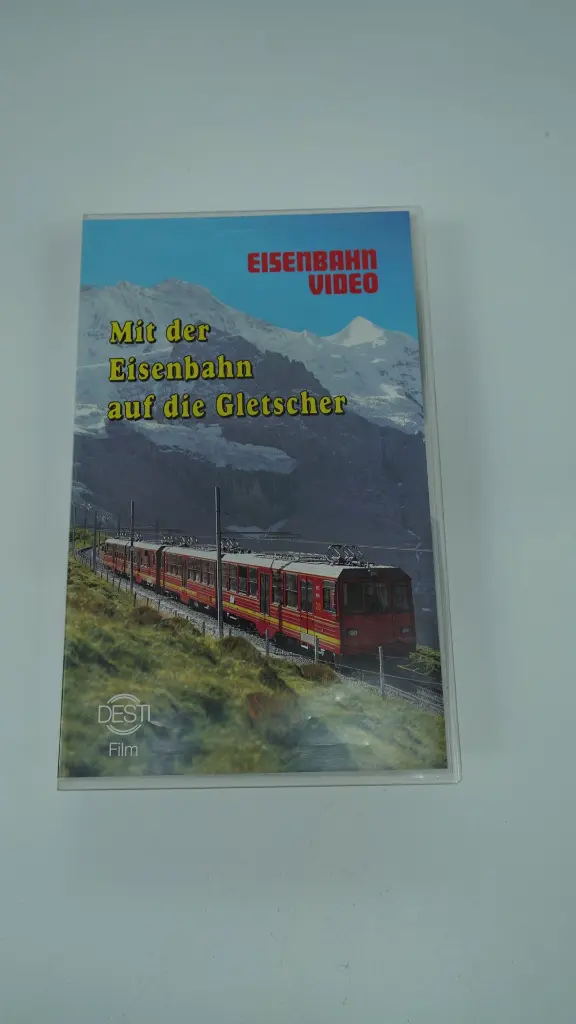 EISENBAHN
VIDEO
Mit der
Eisenbahn
auf die Gletscher
DESTI
Film